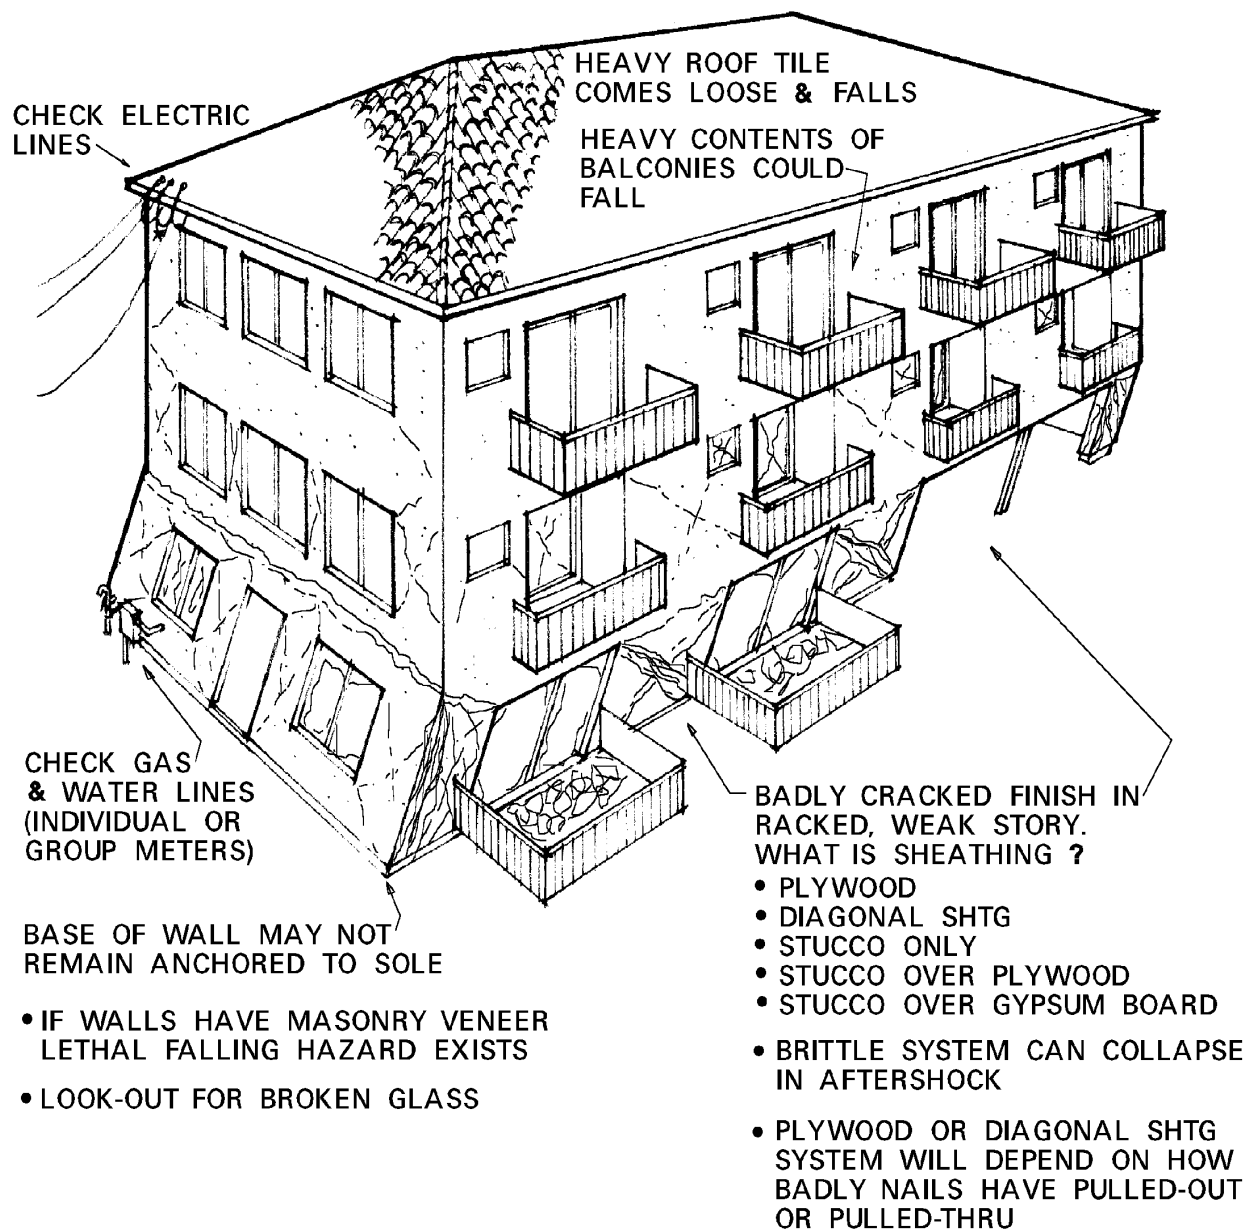 HEAVY ROOF TILE
COMES LOOSE & FALLS
CHECK ELECTRIC
LINES
HEAVY CONTENTS OF
BALCONIES COULD
FALL
CHECK GAS
& WATER LINES
(INDIVIDUAL OR
GROUP METERS)
BASE OF WALL MAY NOT
REMAIN ANCHORED TO SOLE
• IF WALLS HAVE MASONRY VENEER
LETHAL FALLING HAZARD EXISTS
• LOOK-OUT FOR BROKEN GLASS
BADLY CRACKED FINISH IN
RACKED, WEAK STORY.
WHAT IS SHEATHING ?
• PLYWOOD
• DIAGONAL SHTG
• STUCCO ONLY
• STUCCO OVER PLYWOOD
• STUCCO OVER GYPSUM BOARD
• BRITTLE SYSTEM CAN COLLAPSE
IN AFTERSHOCK
• PLYWOOD OR DIAGONAL SHTG
SYSTEM WILL DEPEND ON HOW
BADLY NAILS HAVE PULLED-OUT
OR PULLED-THRU